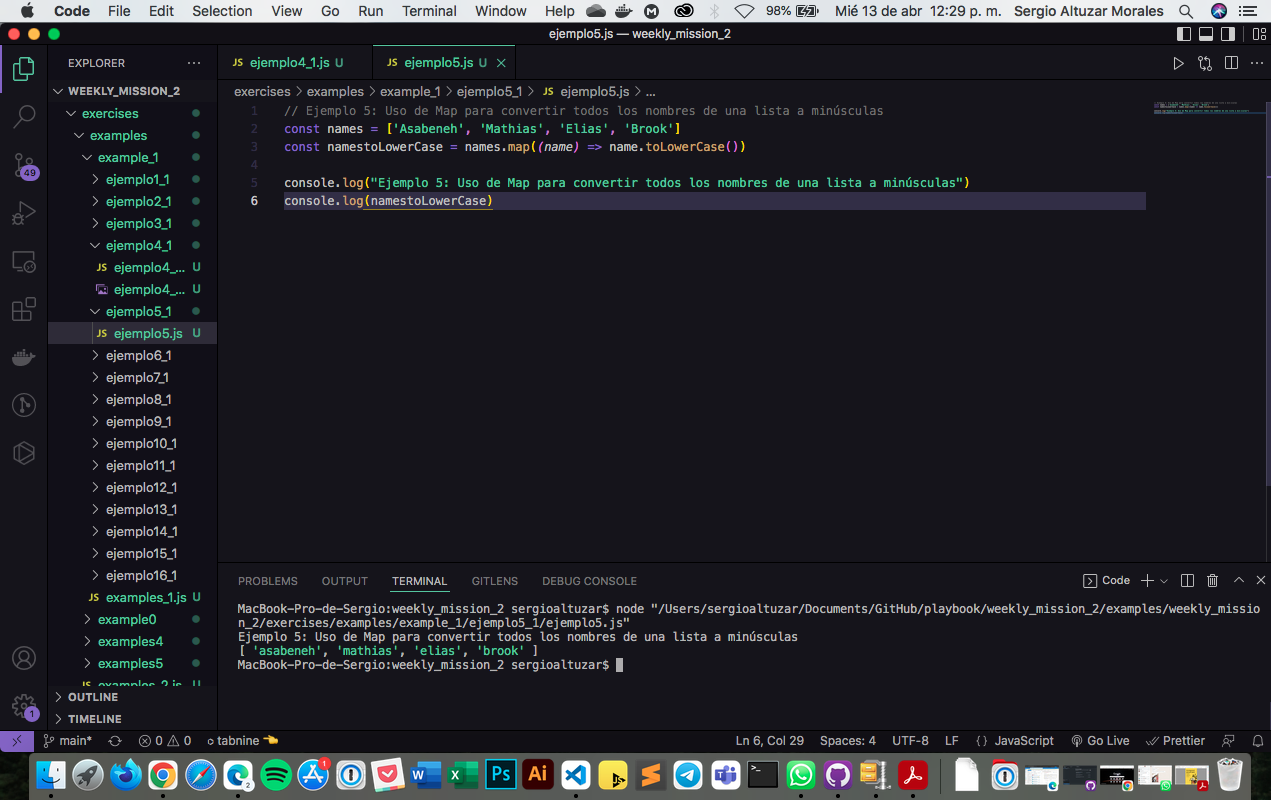 Code File Edit Selection View Go Run Terminal Window Help 98% Mié 13 de abr 12:29 p. m. Sergio Altuzar Morales
ejemplo5.js — weekly_mission_2
EXPLORER
WEEKLY_MISSION_2
exercises
examples
example_1
ejemplo1_1
ejemplo2_1
ejemplo3_1
ejemplo4_1
JS ejemplo4_... U
ejemplo4_... U
ejemplo5_1
JS ejemplo5.js U
ejemplo6_1
ejemplo7_1
ejemplo8_1
ejemplo9_1
ejemplo10_1
ejemplo11_1
ejemplo12_1
ejemplo13_1
ejemplo14_1
ejemplo15_1
ejemplo16_1
JS examples_1.js U
example0
examples4
examples5
JS examples_2.js U
OUTLINE
TIMELINE
49
1
JS ejemplo4_1.js U JS ejemplo5.js U
exercises > examples > example_1 > ejemplo5_1 > JS ejemplo5.js > ...
1 // Ejemplo 5: Uso de Map para convertir todos los nombres de una lista a minúsculas
2 const names = ['Asabeneh', 'Mathias', 'Elias', 'Brook']
3 const namestoLowerCase = names.map((name) => name.toLowerCase())
4
5 console.log("Ejemplo 5: Uso de Map para convertir todos los nombres de una lista a minúsculas")
6 console.log(namestoLowerCase)
PROBLEMS OUTPUT TERMINAL GITLENS DEBUG CONSOLE Code
MacBook-Pro-de-Sergio:weekly_mission_2 sergioaltuzar$ node "/Users/sergioaltuzar/Documents/GitHub/playbook/weekly_mission_2/examples/weekly_missio
n_2/exercises/examples/example_1/ejemplo5_1/ejemplo5.js"
Ejemplo 5: Uso de Map para convertir todos los nombres de una lista a minúsculas
[ 'asabeneh', 'mathias', 'elias', 'brook' ]
MacBook-Pro-de-Sergio:weekly_mission_2 sergioaltuzar$
main* 0 0 tabnine Ln 6, Col 29 Spaces: 4 UTF-8 LF {} JavaScript Go Live Prettier
1 2 W X Ps Ai